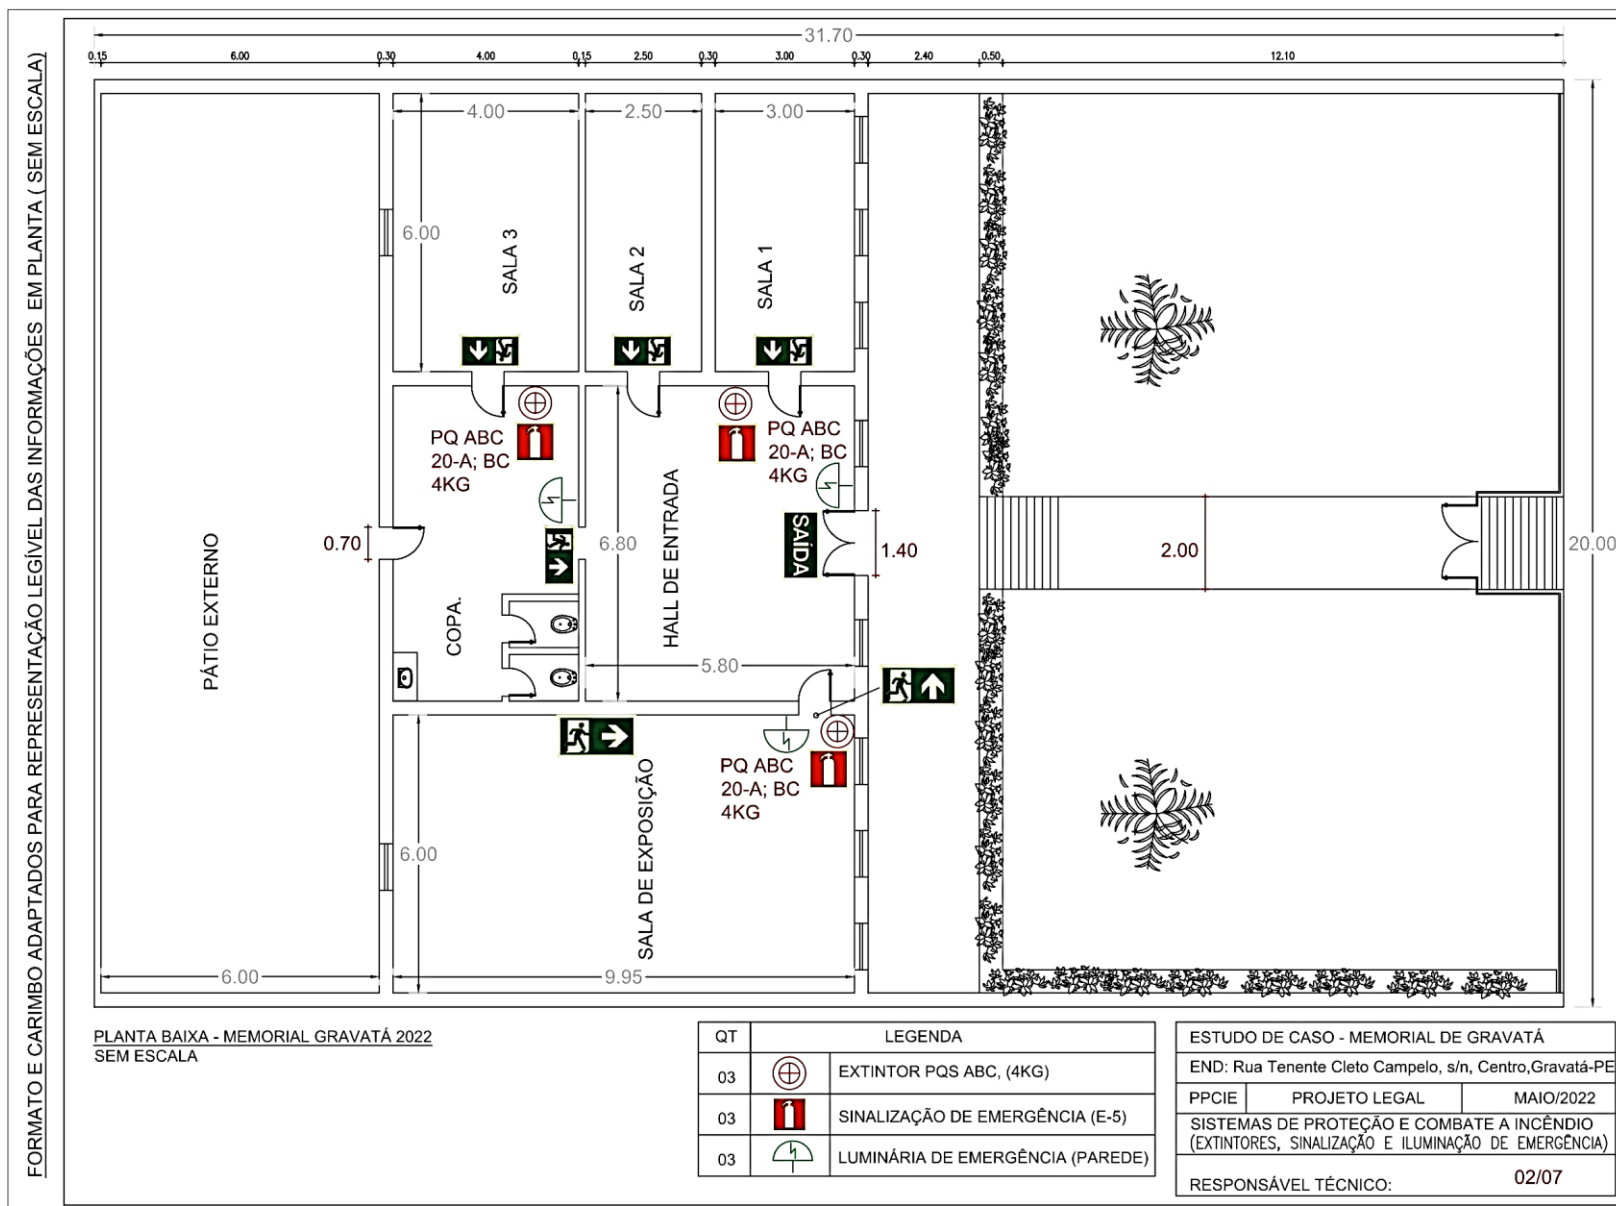 FORMATO E CARIMBO ADAPTADOS PARA REPRESENTAÇÃO LEGÍVEL DAS INFORMAÇÕES EM PLANTA ( SEM ESCALA)
31.70
0.15 6.00 0.30 4.00 0.15 2.50 0.30 3.00 0.30 2.40 0.50 12.10
4.00 2.50 3.00
6.00
SALA 3
SALA 2
SALA 1
PQ ABC
20-A; BC
4KG
PQ ABC
20-A; BC
4KG
PÁTIO EXTERNO
0.70
COPA.
6.80
HALL DE ENTRADA
SAÍDA
1.40
2.00
20.00
5.80
SALA DE EXPOSIÇÃO
PQ ABC
20-A; BC
4KG
6.00
6.00
9.95
PLANTA BAIXA - MEMORIAL GRAVATÁ 2022
SEM ESCALA
QT LEGENDA
03 EXTINTOR PQS ABC, (4KG)
03 SINALIZAÇÃO DE EMERGÊNCIA (E-5)
03 LUMINÁRIA DE EMERGÊNCIA (PAREDE)
ESTUDO DE CASO - MEMORIAL DE GRAVATÁ
END: Rua Tenente Cleto Campelo, s/n, Centro,Gravatá-PE
PPCIE PROJETO LEGAL MAIO/2022
SISTEMAS DE PROTEÇÃO E COMBATE A INCÊNDIO
(EXTINTORES, SINALIZAÇÃO E ILUMINAÇÃO DE EMERGÊNCIA)
RESPONSÁVEL TÉCNICO: 02/07